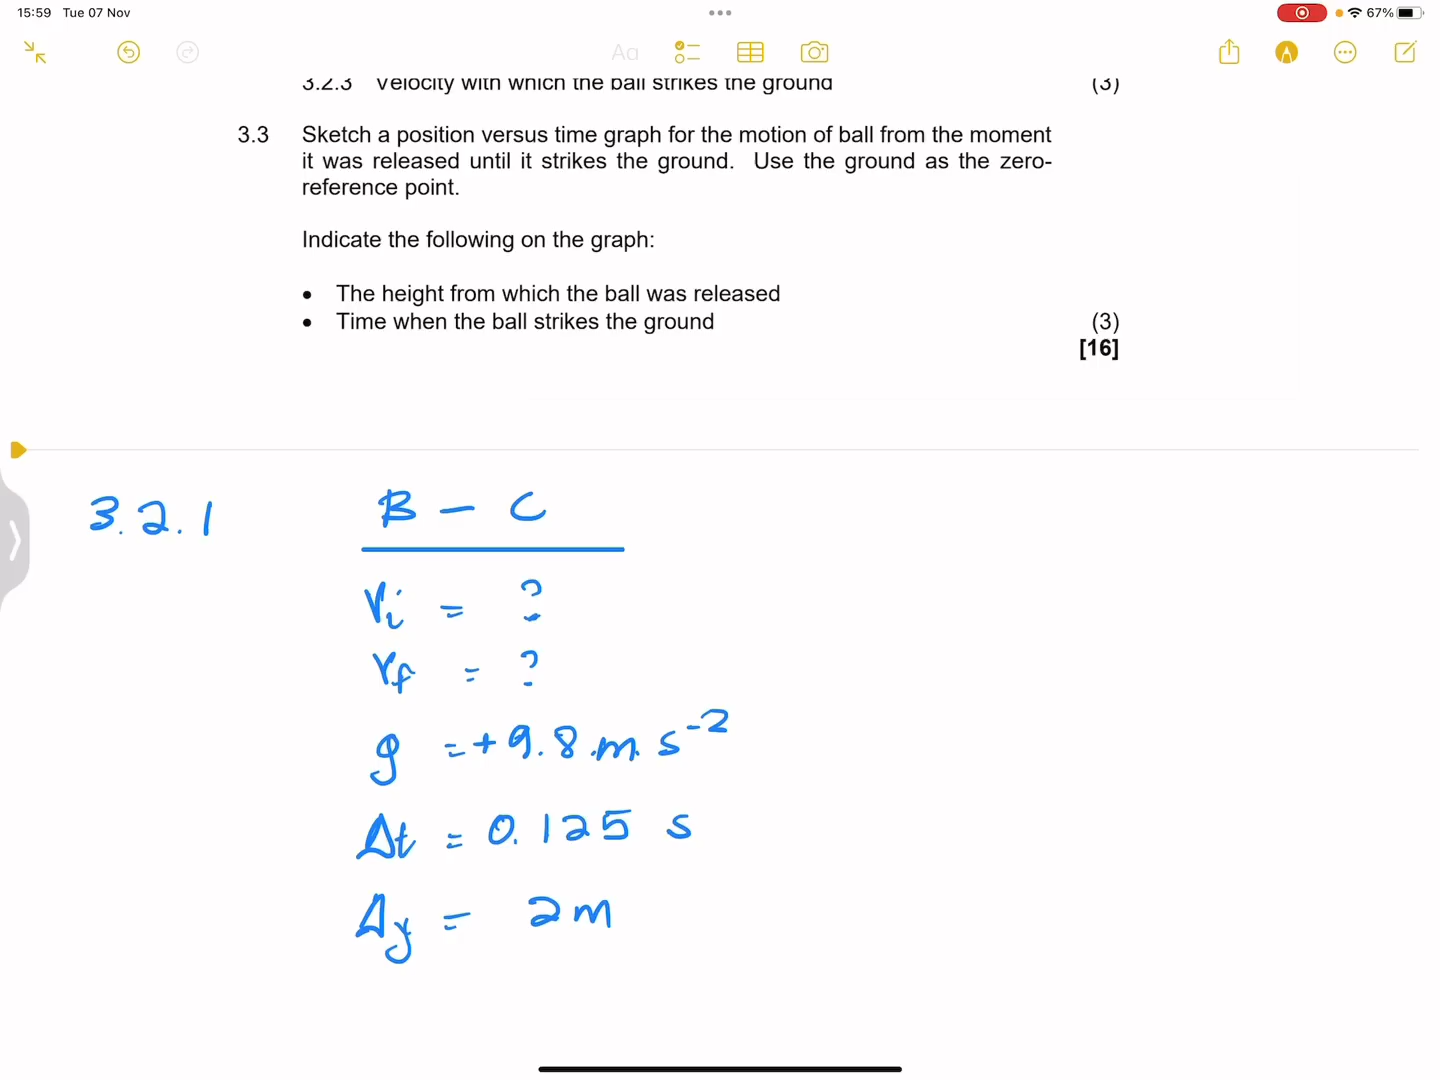 15:59 Tue 07 Nov
67%
Aa
3.2.3 Velocity with which the ball strikes the ground (3)
3.3 Sketch a position versus time graph for the motion of ball from the moment
it was released until it strikes the ground. Use the ground as the zero-
reference point.
Indicate the following on the graph:
• The height from which the ball was released
• Time when the ball strikes the ground (3)
[16]
3.2.1 B – C
Vi = ?
Vf = ?
g = +9.8 m.s⁻²
Δt = 0.125 s
Δy = 2m